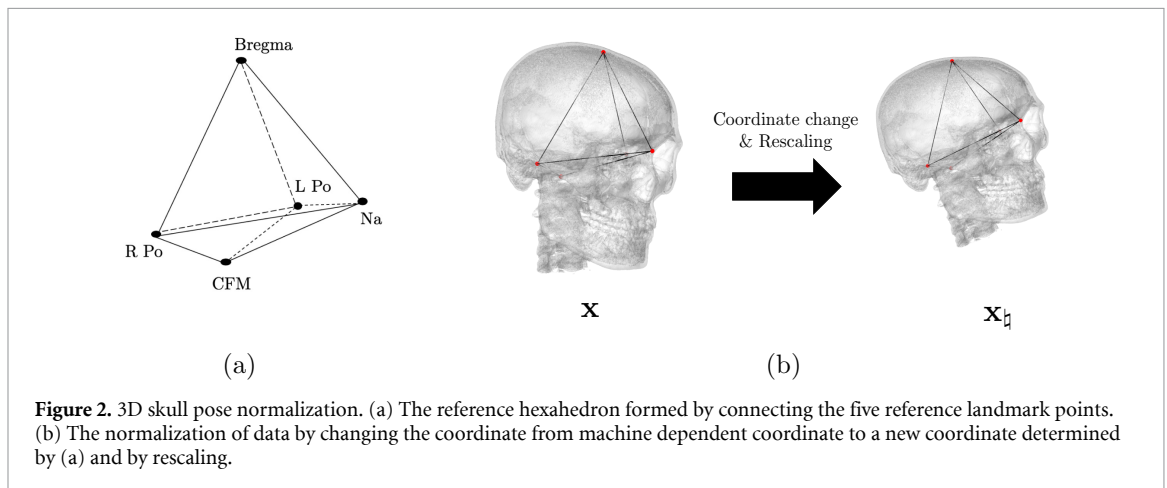 Bregma
L Po
Na
R Po
CFM
(a)
Coordinate change
& Rescaling
x
x♮
(b)
Figure 2. 3D skull pose normalization. (a) The reference hexahedron formed by connecting the five reference landmark points.
(b) The normalization of data by changing the coordinate from machine dependent coordinate to a new coordinate determined
by (a) and by rescaling.